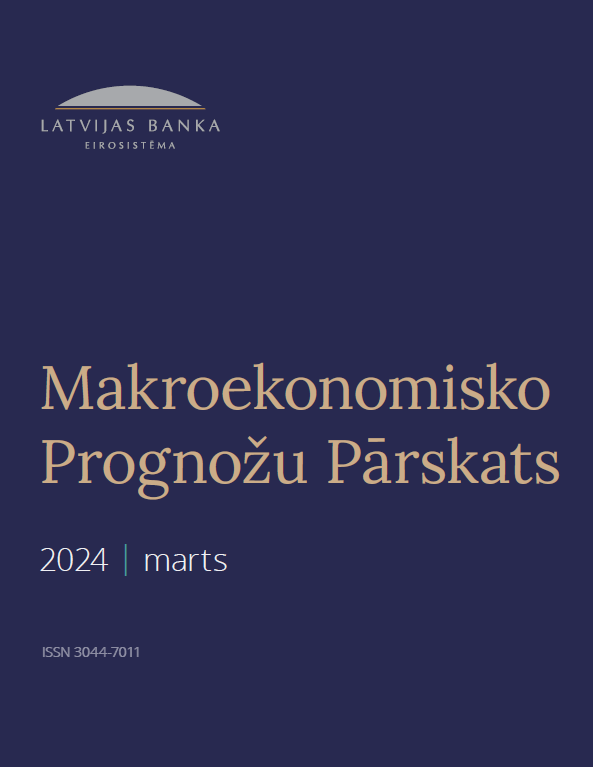 LATVIJAS BANKA
EIROSISTĒMA
Makroekonomisko
Prognožu Pārskats
2024 | marts
ISSN 3044-7011